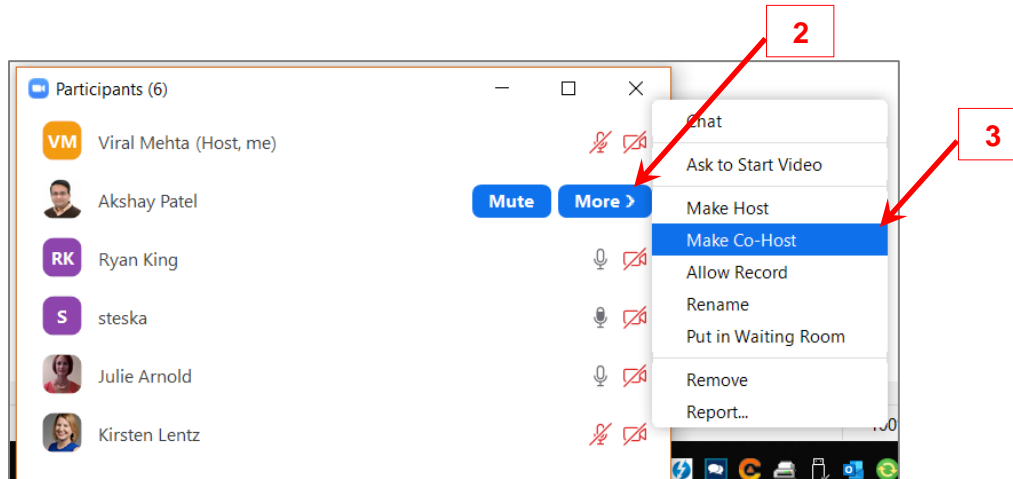 2
Participants (6)
Chat
3
VM Viral Mehta (Host, me)
Ask to Start Video
Akshay Patel Mute More >
Make Host
Make Co-Host
RK Ryan King
Allow Record
Rename
S steska
Put in Waiting Room
Julie Arnold
Remove
Report...
Kirsten Lentz